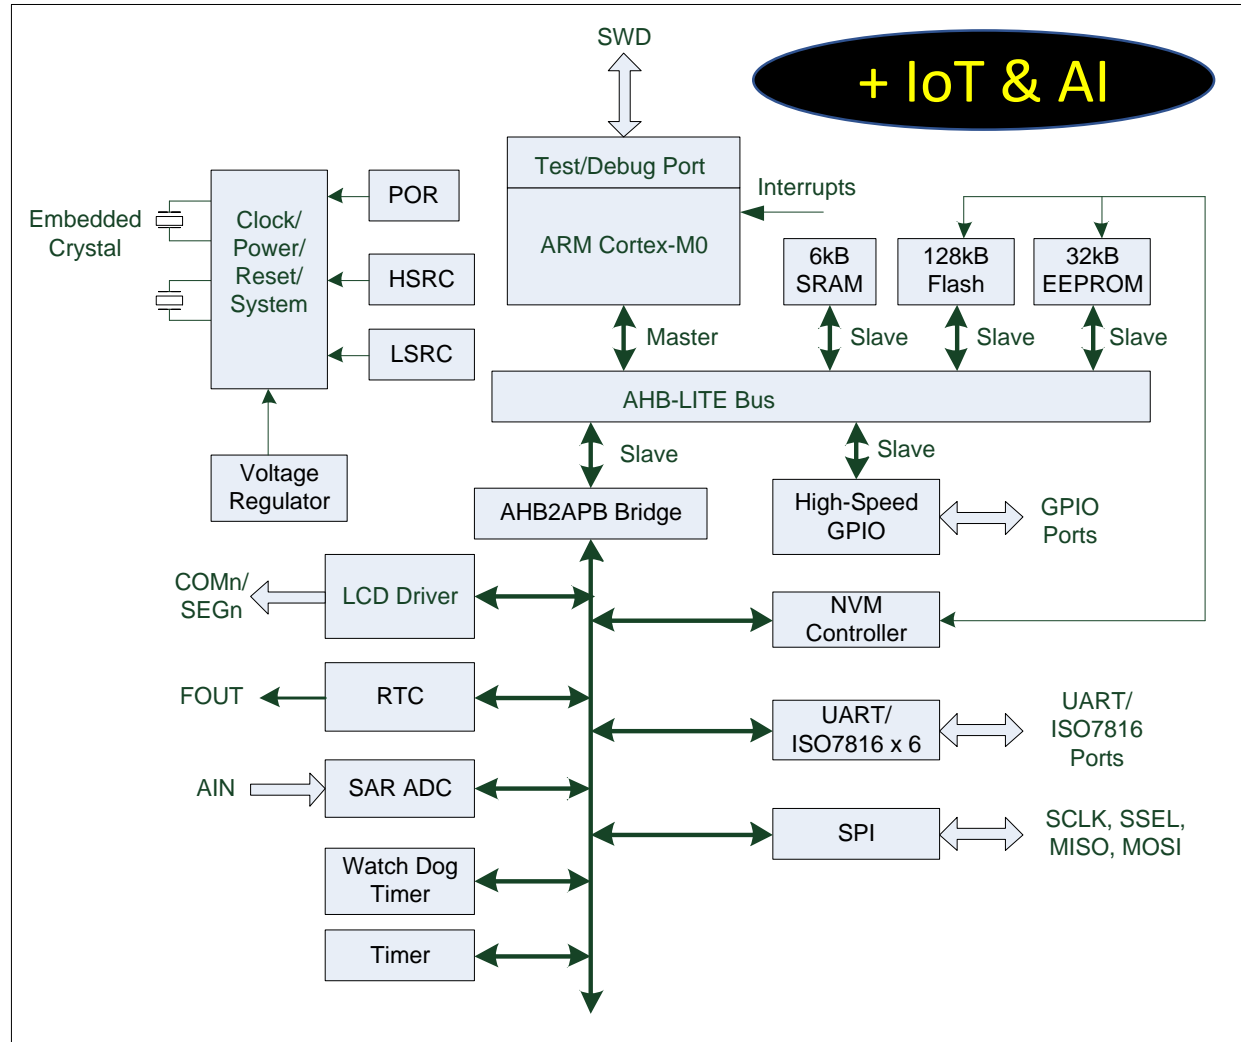 SWD
+ IoT & AI
Test/Debug Port
ARM Cortex-M0
Interrupts
Embedded
Crystal
Clock/
Power/
Reset/
System
POR
HSRC
LSRC
6kB
SRAM
128kB
Flash
32kB
EEPROM
Master
Slave
Slave
Slave
AHB-LITE Bus
Voltage
Regulator
Slave
Slave
AHB2APB Bridge
High-Speed
GPIO
GPIO
Ports
COMn/
SEGn
LCD Driver
NVM
Controller
FOUT
RTC
UART/
ISO7816 x 6
UART/
ISO7816
Ports
AIN
SAR ADC
SPI
SCLK, SSEL,
MISO, MOSI
Watch Dog
Timer
Timer